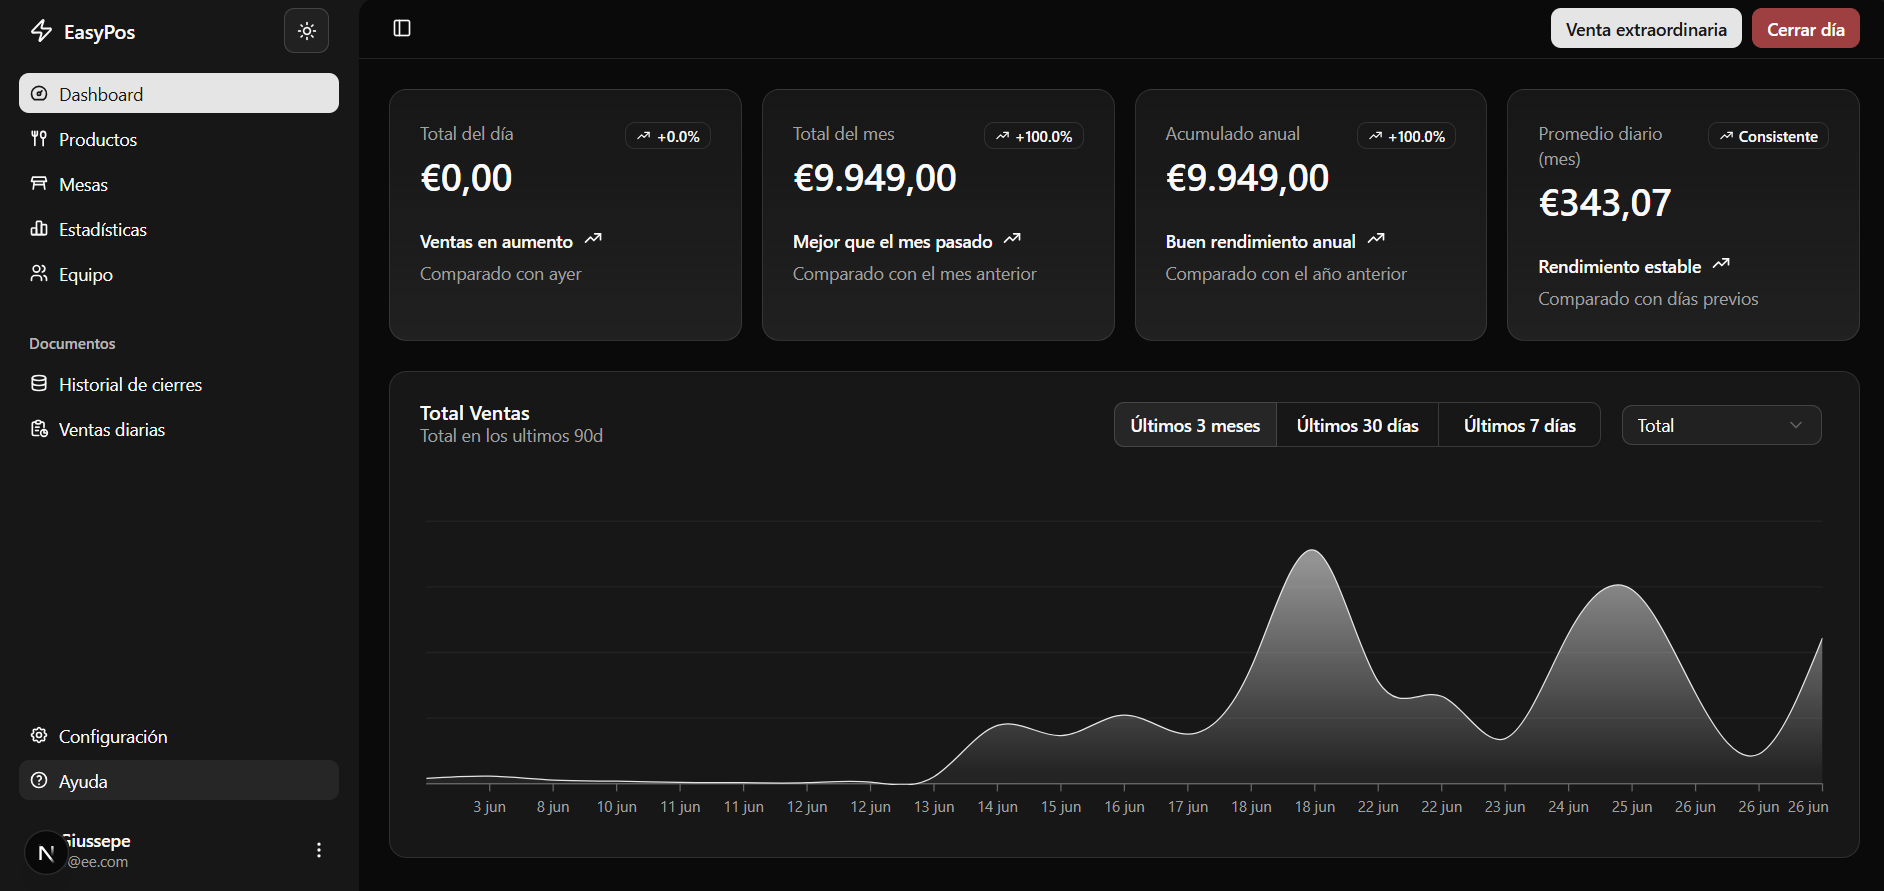 EasyPos
Dashboard
Productos
Mesas
Estadísticas
Equipo
Documentos
Historial de cierres
Ventas diarias
Configuración
Ayuda
N
Giussepe
@ee.com
Venta extraordinaria
Cerrar día
Total del día
+0.0%
€0,00
Ventas en aumento
Comparado con ayer
Total del mes
+100.0%
€9.949,00
Mejor que el mes pasado
Comparado con el mes anterior
Acumulado anual
+100.0%
€9.949,00
Buen rendimiento anual
Comparado con el año anterior
Promedio diario
(mes)
Consistente
€343,07
Rendimiento estable
Comparado con días previos
Total Ventas
Total en los ultimos 90d
Últimos 3 meses
Últimos 30 días
Últimos 7 días
Total
3 jun 8 jun 10 jun 11 jun 11 jun 12 jun 12 jun 13 jun 14 jun 15 jun 16 jun 17 jun 18 jun 18 jun 22 jun 22 jun 23 jun 24 jun 25 jun 26 jun 26 jun 26 jun